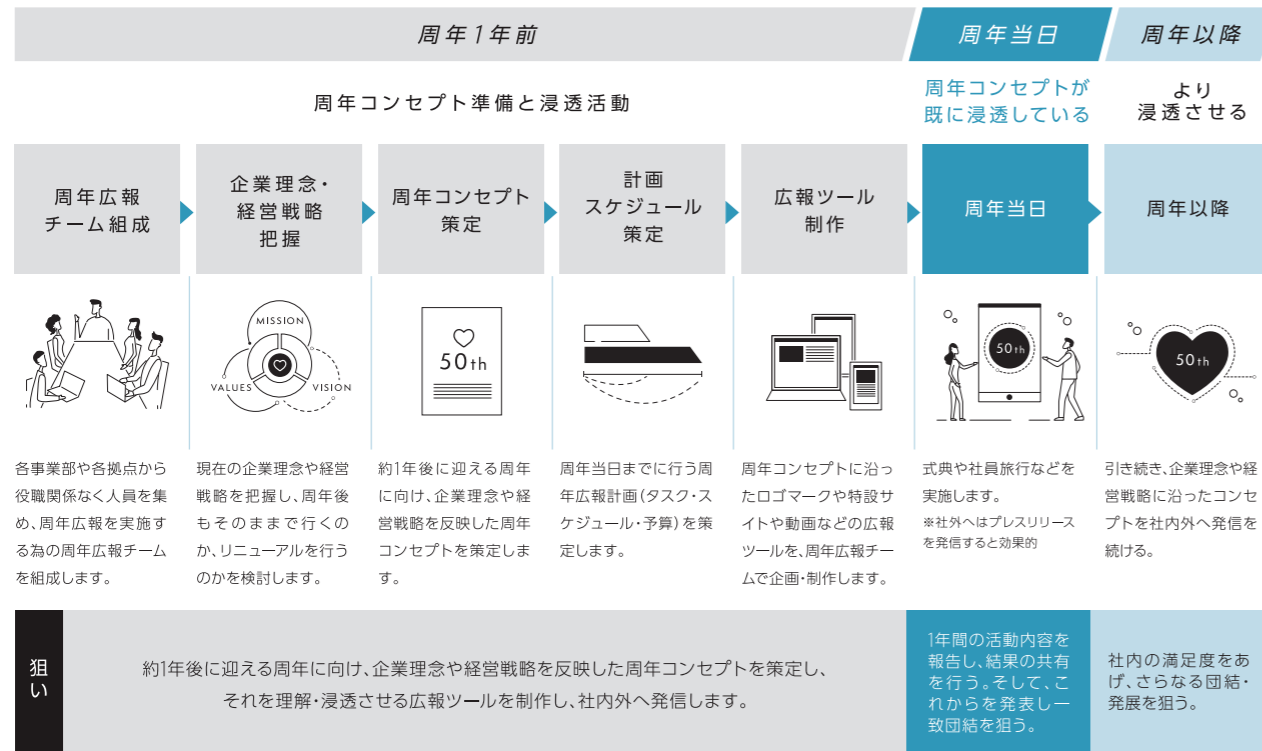 周年1年前
周年当日
周年以降
周年コンセプト準備と浸透活動
周年コンセプトが
既に浸透している
より
浸透させる
周年広報
チーム組成
企業理念・
経営戦略
把握
周年コンセプト
策定
計画
スケジュール
策定
広報ツール
制作
周年当日
周年以降
MISSION
VALUES
VISION
50th
50th
50th
各事業部や各拠点から
役職関係なく人員を集
め、周年広報を実施す
る為の周年広報チーム
を組成します。
現在の企業理念や経営
戦略を把握し、周年後
もそのままで行くの
か、リニューアルを行う
のかを検討します。
約1年後に迎える周年
に向け、企業理念や経
営戦略を反映した周年
コンセプトを策定しま
す。
周年当日までに行う周
年広報計画(タスク・ス
ケジュール・予算)を策
定します。
周年コンセプトに沿っ
たロゴマークや特設サ
イトや動画などの広報
ツールを、周年広報チー
ムで企画・制作します。
式典や社員旅行などを
実施します。
※社外へはプレスリリース
を発信すると効果的
引き続き、企業理念や経
営戦略に沿ったコンセ
プトを社内外へ発信を
続ける。
狙い
約1年後に迎える周年に向け、企業理念や経営戦略を反映した周年コンセプトを策定し、
それを理解・浸透させる広報ツールを制作し、社内外へ発信します。
1年間の活動内容を
報告し、結果の共有
を行う。そして、こ
れからを発表し一
致団結を狙う。
社内の満足度をあ
げ、さらなる団結・
発展を狙う。